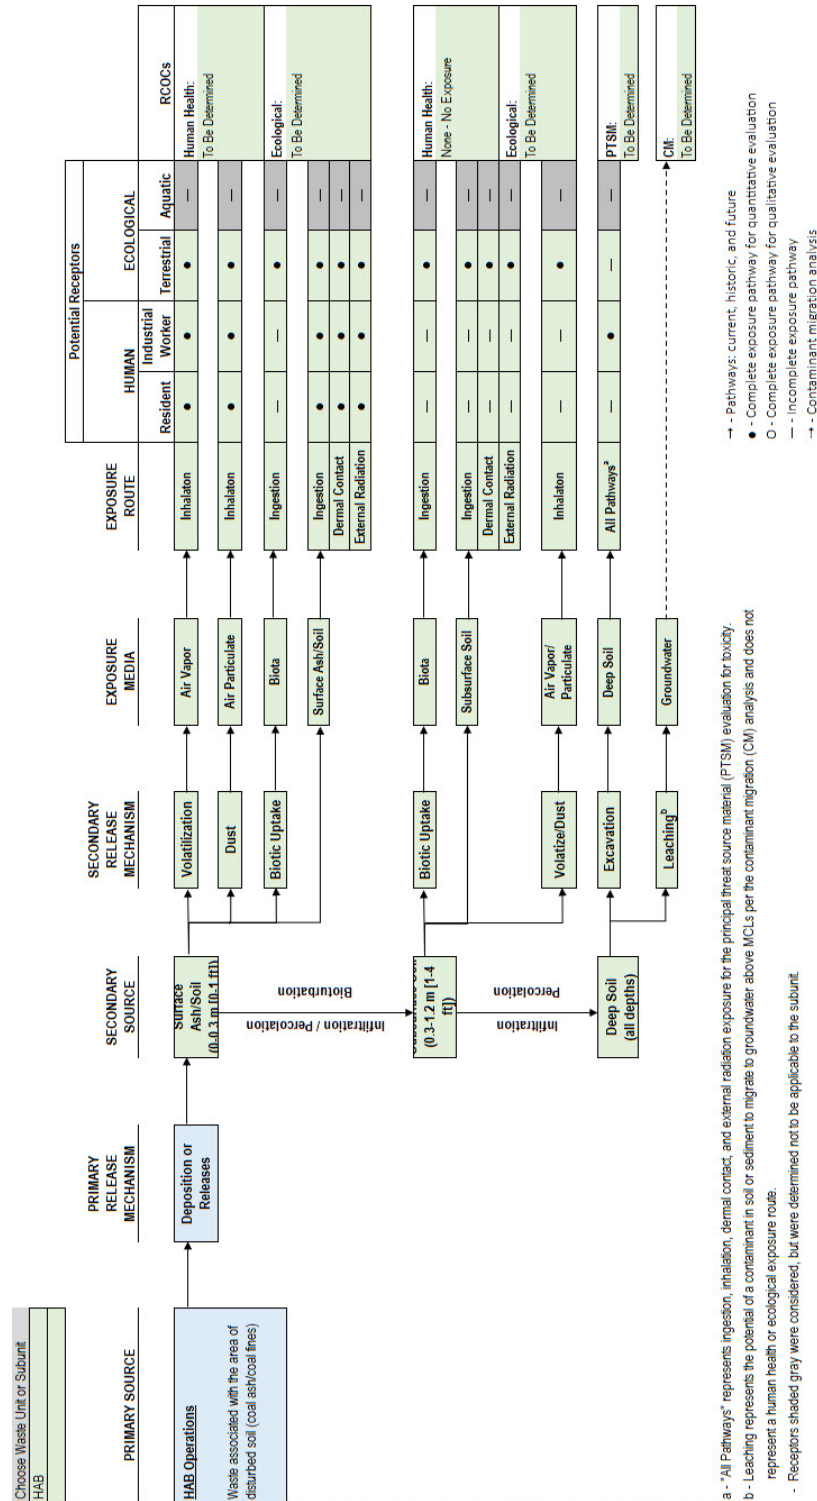 Choose Waste Unit or Subunit
HAB
PRIMARY SOURCE
PRIMARY
RELEASE
MECHANISM
SECONDARY
SOURCE
SECONDARY
RELEASE
MECHANISM
EXPOSURE
MEDIA
EXPOSURE
ROUTE
Potential Receptors
HUMAN
ECOLOGICAL
Resident
Industrial
Worker
Terrestrial
Aquatic
RCOCs
HAB Operations
Waste associated with the area of
disturbed soil (coal ash/coal fines)
Deposition or
Releases
Surface
Ash/Soil
(0-0.3 m [0-1 ft])
Volatilization
Air Vapor
Inhalaton
● ● ● —
Human Health:
To Be Determined
Dust
Air Particulate
Inhalaton
● ● ● —
Biotic Uptake
Biota
Ingestion
— — ● —
Ecological:
To Be Determined
Surface Ash/Soil
Ingestion
● ● ● —
Dermal Contact
● ● ● —
External Radiation
● ● ● —
Infiltration / Percolation
Bioturbation
(0.3-1.2 m [1-4
ft])
Biotic Uptake
Biota
Ingestion
— — ● —
Human Health:
None - No Exposure
Subsurface Soil
Ingestion
— — ● —
Dermal Contact
— — ● —
External Radiation
— — ● —
Ecological:
To Be Determined
Volatize/Dust
Air Vapor/
Particulate
Inhalaton
— — ● —
Infiltration
Percolation
Deep Soil
(all depths)
Excavation
Deep Soil
All Pathwaysa
— ● — —
PTSM:
To Be Determined
Leachingb
Groundwater
CM:
To Be Determined
a - "All Pathways" represents ingestion, inhalation, dermal contact, and external radiation exposure for the principal threat source material (PTSM) evaluation for toxicity.
b - Leaching represents the potential of a contaminant in soil or sediment to migrate to groundwater above MCLs per the contaminant migration (CM) analysis and does not
represent a human health or ecological exposure route.
- Receptors shaded gray were considered, but were determined not to be applicable to the subunit.
→ - Pathways: current, historic, and future
● - Complete exposure pathway for quantitative evaluation
O - Complete exposure pathway for qualitative evaluation
— - Incomplete exposure pathway
→ - Contaminant migration analysis